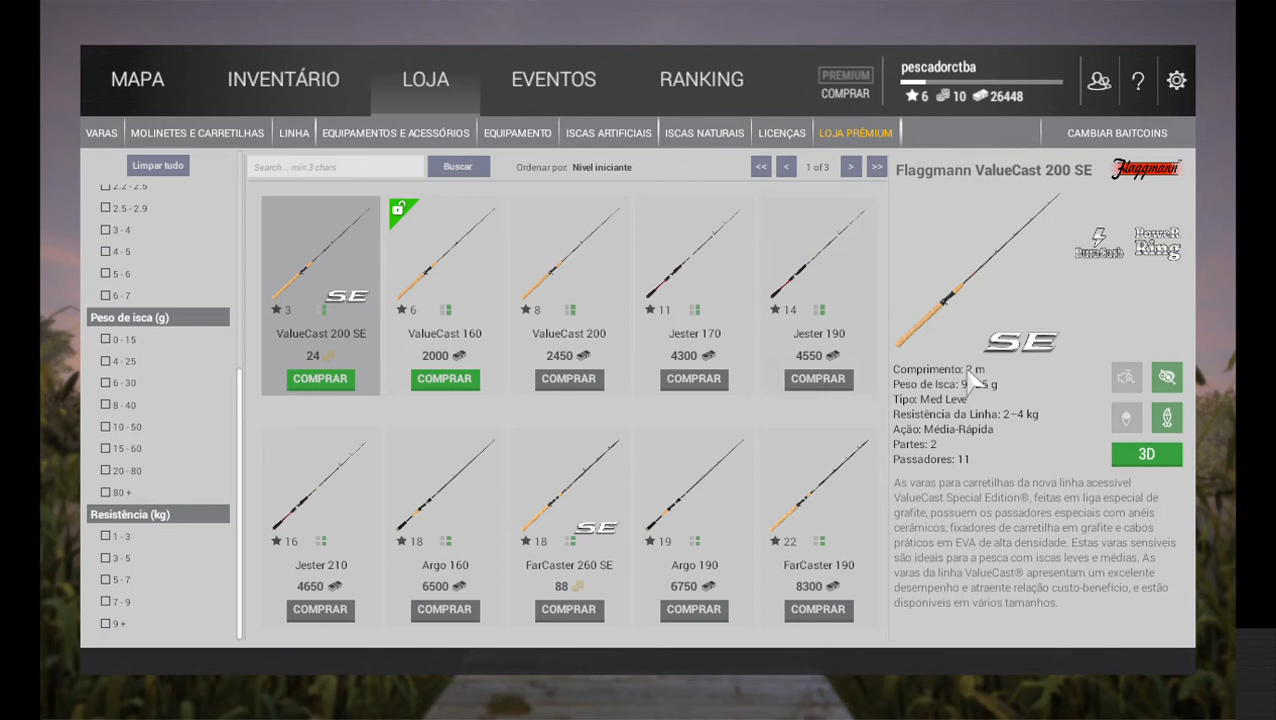 MAPA
INVENTÁRIO
LOJA
EVENTOS
RANKING
PREMIUM
COMPRAR
pescadorctba
6 10 26448
?
VARAS
MOLINETES E CARRETILHAS
LINHA
EQUIPAMENTOS E ACESSÓRIOS
EQUIPAMENTO
ISCAS ARTIFICIAIS
ISCAS NATURAIS
LICENÇAS
LOJA PRÉMIUM
CAMBIAR BAITCOINS
Limpar tudo
2.2 - 2.5
2.5 - 2.9
3 - 4
4 - 5
5 - 6
6 - 7
Peso de isca (g)
0 - 15
4 - 25
6 - 30
8 - 40
10 - 50
15 - 60
20 - 80
80 +
Resistência (kg)
1 - 3
3 - 5
5 - 7
7 - 9
9 +
Search... min 3 chars
Buscar
Ordenar por: Nível iniciante
<< < 1 of 3 > >>
SE
3
ValueCast 200 SE
24
COMPRAR
6
ValueCast 160
2000
COMPRAR
8
ValueCast 200
2450
COMPRAR
11
Jester 170
4300
COMPRAR
14
Jester 190
4550
COMPRAR
16
Jester 210
4650
COMPRAR
18
Argo 160
6500
COMPRAR
SE
18
FarCaster 260 SE
88
COMPRAR
19
Argo 190
6750
COMPRAR
22
FarCaster 190
8300
COMPRAR
Flaggmann ValueCast 200 SE
Flaggmann
DuraCarb
PoweR Ring
SE
Comprimento: m
Peso de Isca: g
Tipo: Med Leve
Resistência da Linha: 2–4 kg
Ação: Média-Rápida
Partes: 2
Passadores: 11
3D
As varas para carretilhas da nova linha acessível
ValueCast Special Edition®, feitas em liga especial de
grafite, possuem os passadores especiais com anéis
cerâmicos, fixadores de carretilha em grafite e cabos
práticos em EVA de alta densidade. Estas varas sensíveis
são ideais para a pesca com iscas leves e médias. As
varas da linha ValueCast® apresentam um excelente
desempenho e atraente relação custo-benefício, e estão
disponíveis em vários tamanhos.